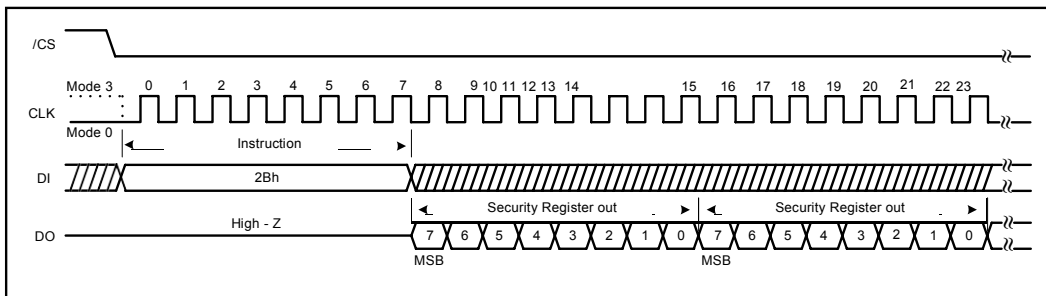 /CS
Mode 3 0 1 2 3 4 5 6 7 8 9 10 11 12 13 14 15 16 17 18 19 20 21 22 23
CLK
Mode 0
Instruction
DI 2Bh
Security Register out Security Register out
High - Z
DO 7 6 5 4 3 2 1 0 7 6 5 4 3 2 1 0
MSB MSB